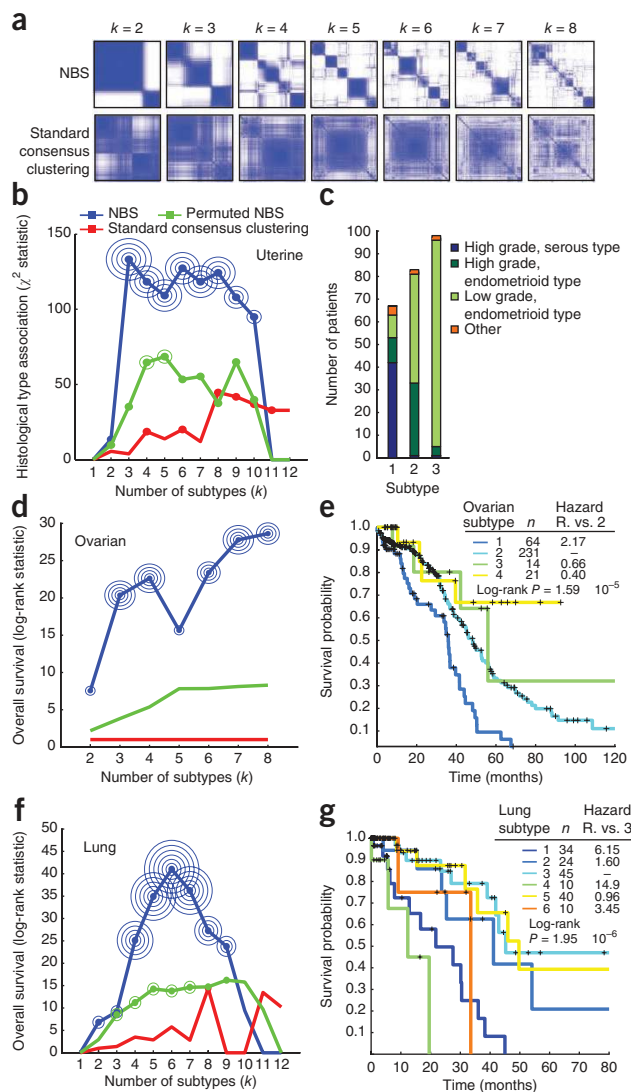 a
k = 2 k = 3 k = 4 k = 5 k = 6 k = 7 k = 8
NBS
Standard
consensus
clustering
b
NBS Permuted NBS
Standard consensus clustering
150
100
50
0
Uterine
Histological type association (χ² statistic)
1 2 3 4 5 6 7 8 9 10 11 12
Number of subtypes (k)
c
100
90
80
70
60
50
40
30
20
10
0
Number of patients
1 2 3
Subtype
High grade, serous type
High grade,
endometrioid type
Low grade,
endometrioid type
Other
d
30
25
20
15
10
5
0
Ovarian
Overall survival (log-rank statistic)
2 3 4 5 6 7 8
Number of subtypes (k)
e
1.0
0.9
0.8
0.7
0.6
0.5
0.4
0.3
0.2
0.1
Survival probability
0 20 40 60 80 100 120
Time (months)
Ovarian Hazard
subtype n R. vs. 2
1 64 2.17
2 231 –
3 14 0.66
4 21 0.40
Log-rank P = 1.59 10⁻⁵
f
50
45
40
35
30
25
20
15
10
5
0
Lung
Overall survival (log-rank statistic)
1 2 3 4 5 6 7 8 9 10 11 12
Number of subtypes (k)
g
1.0
0.9
0.8
0.7
0.6
0.5
0.4
0.3
0.2
0.1
Survival probability
0 10 20 30 40 50 60 70 80
Time (months)
Lung Hazard
subtype n R. vs. 3
1 34 6.15
2 24 1.60
3 45 –
4 10 14.9
5 40 0.96
6 10 3.45
Log-rank
P = 1.95 10⁻⁶